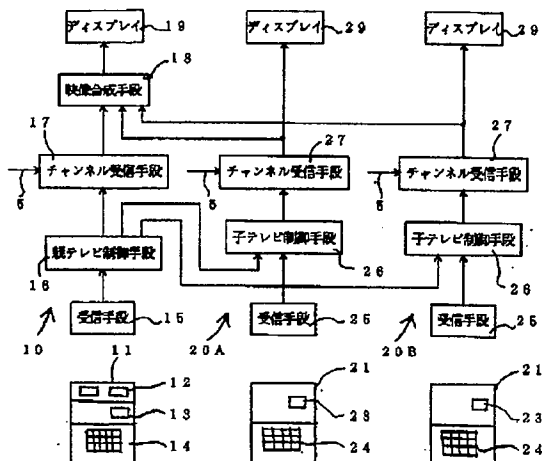 ディスプレイ 19 ディスプレイ 29 ディスプレイ 29
18
映像合成手段
17 27 27
チャンネル受信手段 チャンネル受信手段 チャンネル受信手段
5 5 5
親テレビ制御手段 子テレビ制御手段 子テレビ制御手段
16 26 26
受信手段 15 受信手段 25 受信手段 25
10 20A 20B
11 21 21
12
13 23 23
14 24 24